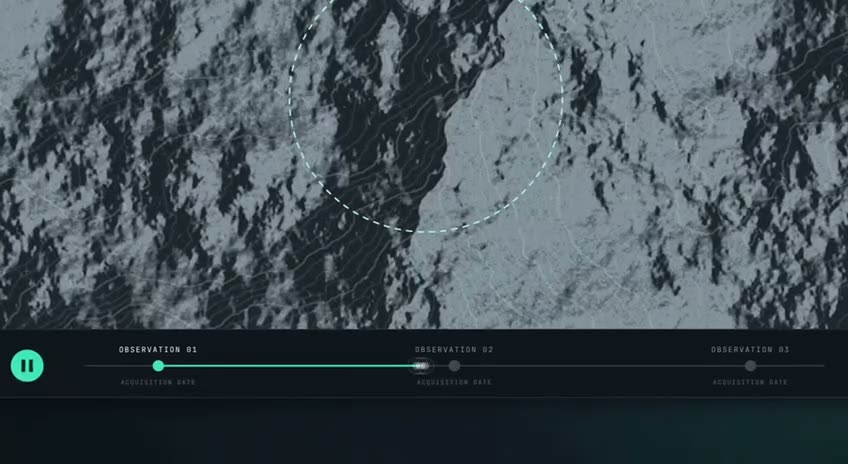 OBSERVATION 01
OBSERVATION 02
OBSERVATION 03
ACQUISITION DATE
ACQUISITION DATE
ACQUISITION DATE